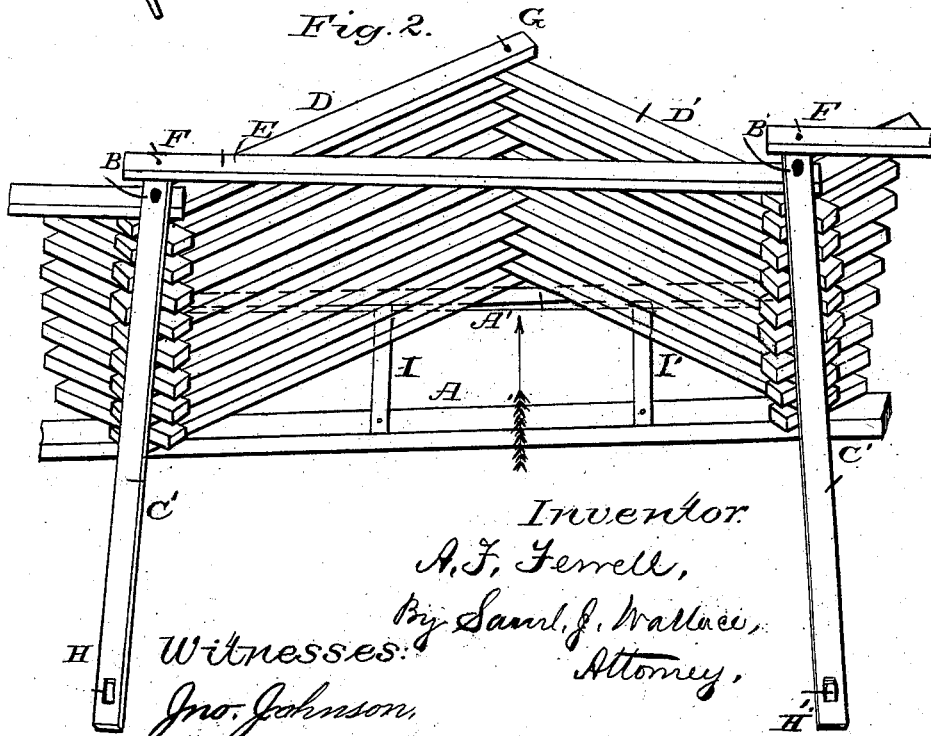 Fig. 2.
G
D
D'
B
F
E
B'
F
A'
I
I'
A
C'
C'
H
H'
Inventor.
A. F. Ferrell,
By Saml. J. Wallace,
Attorney,
Witnesses:
Jno. Johnson,